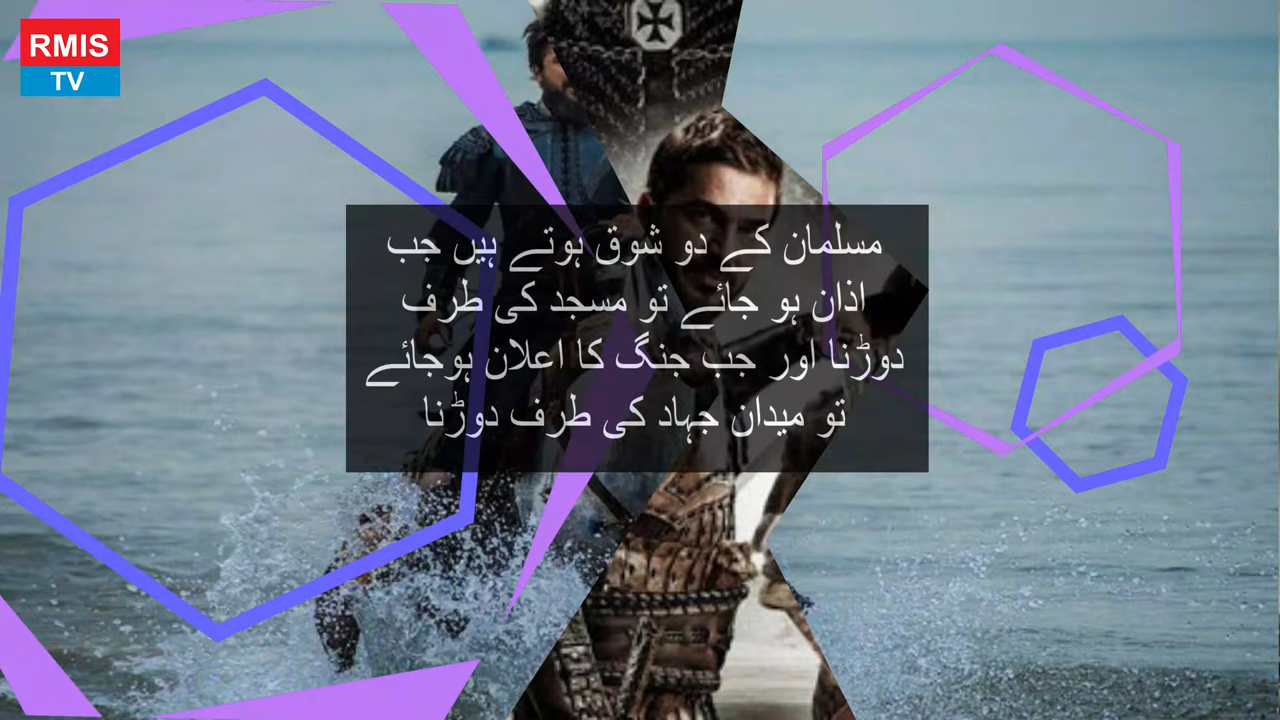 RMIS
TV
مسلمان کے دو شوق ہوتے ہیں جب
اذان ہو جائے تو مسجد کی طرف
دوڑنا اور جب جنگ کا اعلان ہوجائے
تو میدان جہاد کی طرف دوڑنا